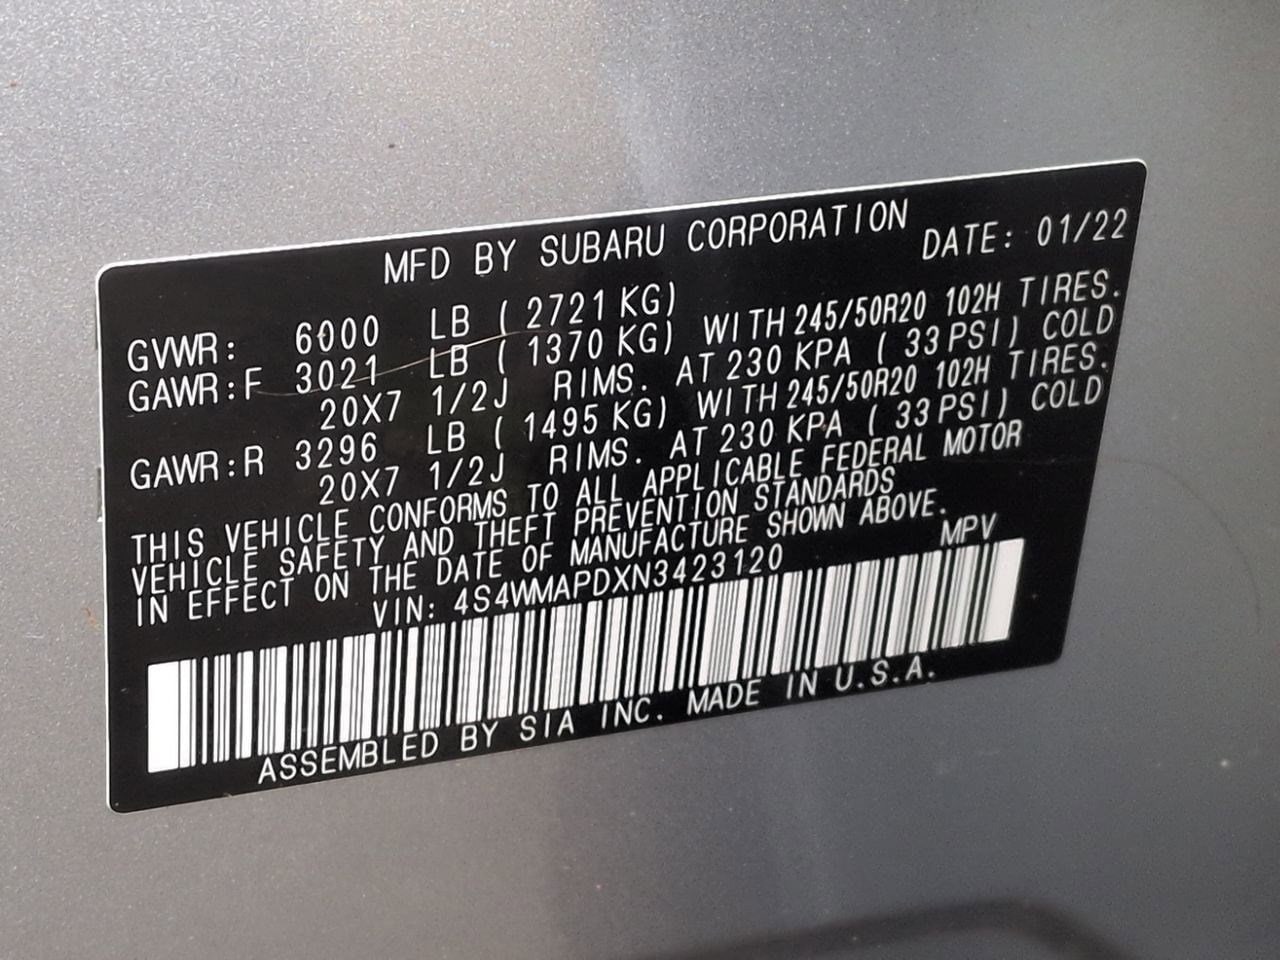 MFD BY SUBARU CORPORATION DATE: 01/22
GVWR: 6000 LB ( 2721 KG)
GAWR:F 3021 LB ( 1370 KG) WITH 245/50R20 102H TIRES.
20X7 1/2J RIMS. AT 230 KPA ( 33 PSI) COLD
GAWR:R 3296 LB ( 1495 KG) WITH 245/50R20 102H TIRES.
20X7 1/2J RIMS. AT 230 KPA ( 33 PSI) COLD
THIS VEHICLE CONFORMS TO ALL APPLICABLE FEDERAL MOTOR
VEHICLE SAFETY AND THEFT PREVENTION STANDARDS
IN EFFECT ON THE DATE OF MANUFACTURE SHOWN ABOVE.
VIN: 4S4WMAPDXN3423120 MPV
ASSEMBLED BY SIA INC. MADE IN U.S.A.